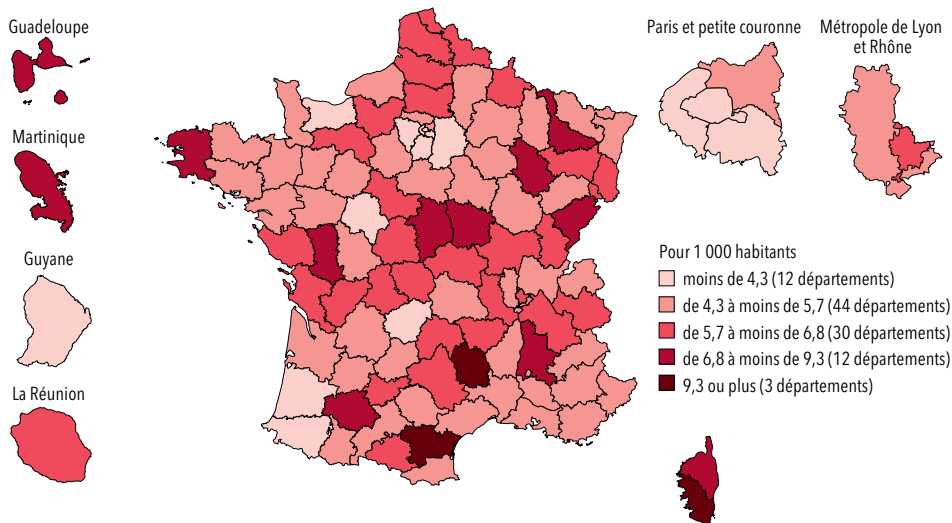 Guadeloupe
Martinique
Guyane
La Réunion
Paris et petite couronne
Métropole de Lyon
et Rhône
Pour 1 000 habitants
moins de 4,3 (12 départements)
de 4,3 à moins de 5,7 (44 départements)
de 5,7 à moins de 6,8 (30 départements)
de 6,8 à moins de 9,3 (12 départements)
9,3 ou plus (3 départements)